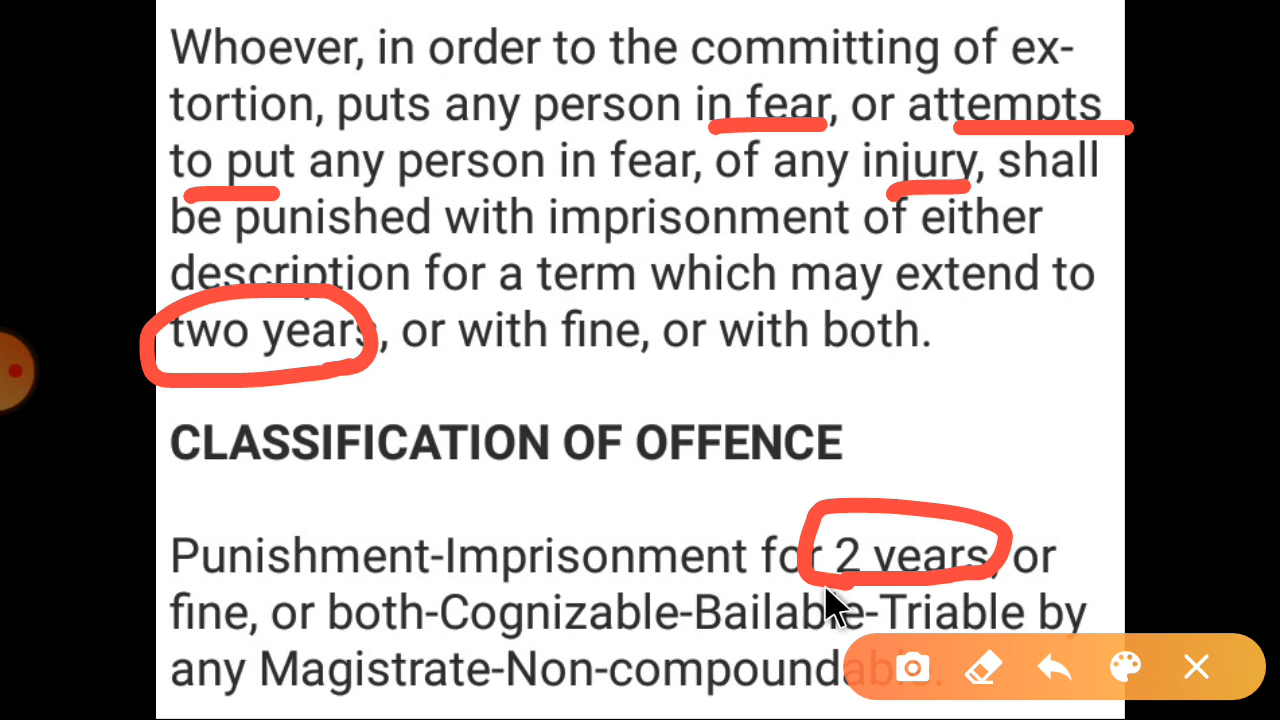 Whoever, in order to the committing of ex-
tortion, puts any person in fear, or attempts
to put any person in fear, of any injury, shall
be punished with imprisonment of either
description for a term which may extend to
two years, or with fine, or with both.
CLASSIFICATION OF OFFENCE
Punishment-Imprisonment for 2 years, or
fine, or both-Cognizable-Bailable-Triable by
any Magistrate-Non-compoundable.